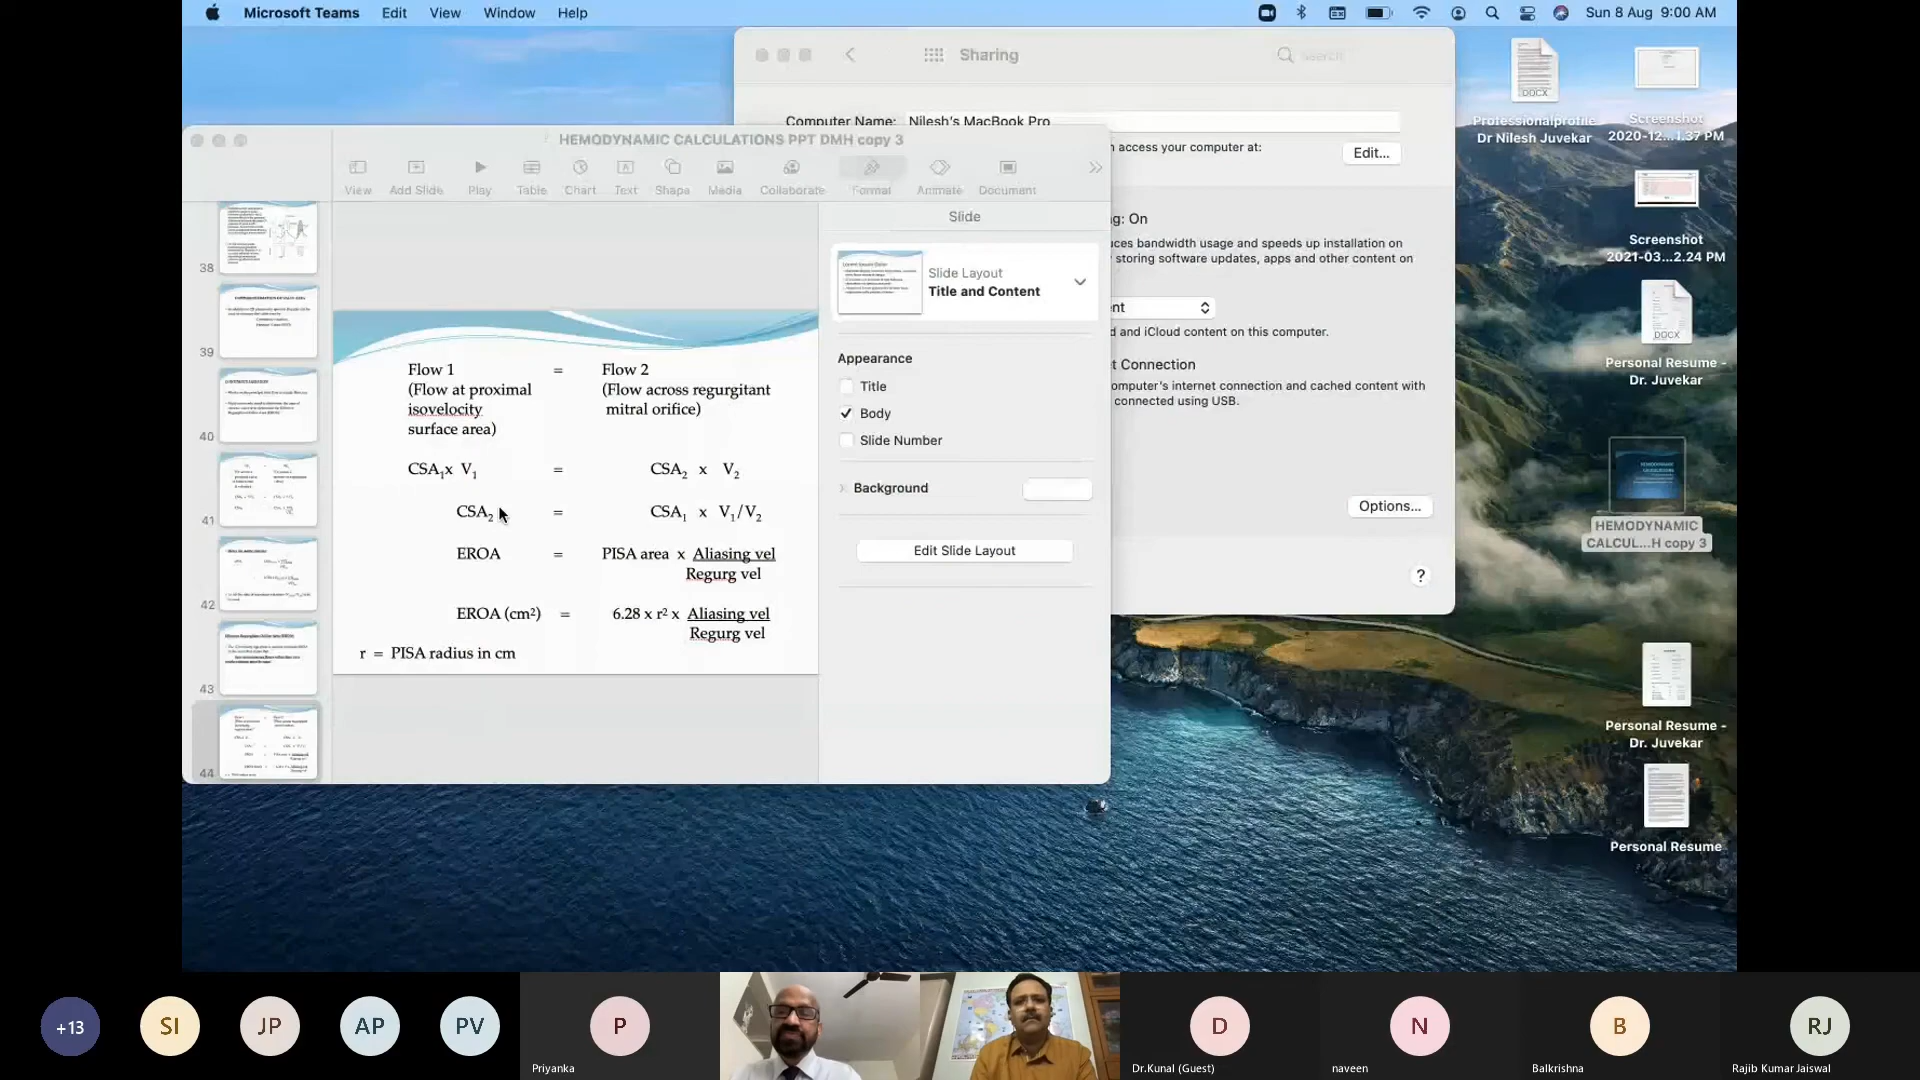 Microsoft Teams Edit View Window Help
Sun 8 Aug 9:00 AM
Sharing
Search
Computer Name: Nilesh's MacBook Pro
access your computer at:
Edit...
HEMODYNAMIC CALCULATIONS PPT DMH copy 3
View Add Slide Play Table Chart Text Shape Media Collaborate Format Animate Document
Slide
Slide Layout
Title and Content
Appearance
Title
Body
Slide Number
Background
Edit Slide Layout
38
39
40
41
42
43
44
Flow 1 = Flow 2
(Flow at proximal (Flow across regurgitant
isovelocity mitral orifice)
surface area)
CSA₁x V₁ = CSA₂ x V₂
CSA₂ = CSA₁ x V₁/V₂
EROA = PISA area x Aliasing vel
Regurg vel
EROA (cm²) = 6.28 x r² x Aliasing vel
Regurg vel
r = PISA radius in cm
: On
bandwidth usage and speeds up installation on
storing software updates, apps and other content on
and iCloud content on this computer.
Connection
computer's internet connection and cached content with
connected using USB.
Options...
?
DOCX
Professionalprofile
Dr Nilesh Juvekar
Screenshot
2020-12...1.37 PM
Screenshot
2021-03...2.24 PM
DOCX
Personal Resume -
Dr. Juvekar
HEMODYNAMIC
CALCUL...H copy 3
Personal Resume -
Dr. Juvekar
Personal Resume
+13
SI
JP
AP
PV
P
Priyanka
D
Dr.Kunal (Guest)
N
naveen
B
Balkrishna
RJ
Rajib Kumar Jaiswal